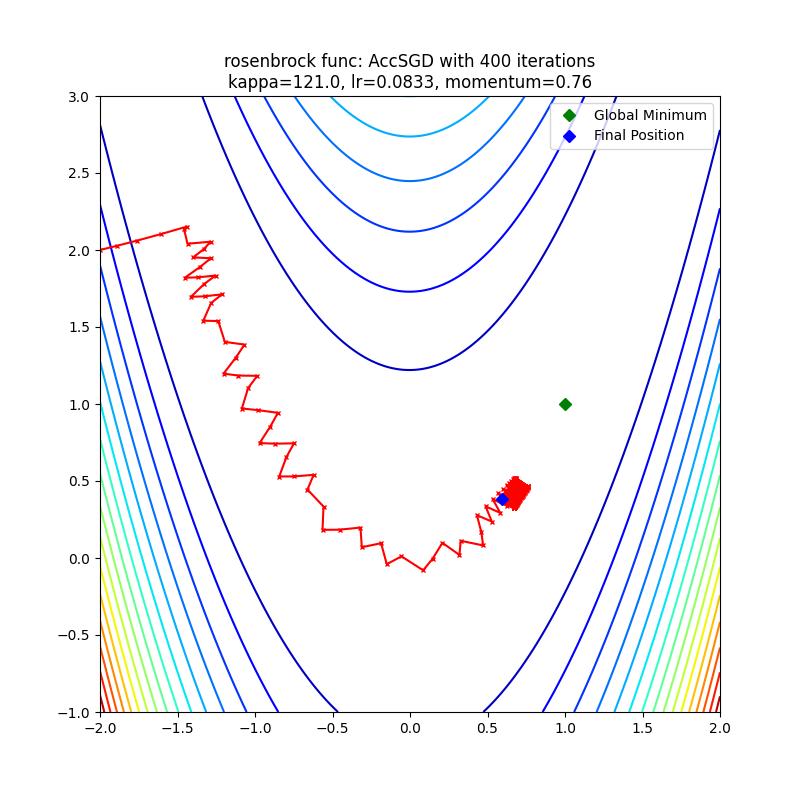 rosenbrock func: AccSGD with 400 iterations
kappa=121.0, lr=0.0833, momentum=0.76
Global Minimum
Final Position
3.0
2.5
2.0
1.5
1.0
0.5
0.0
−0.5
−1.0
−2.0 −1.5 −1.0 −0.5 0.0 0.5 1.0 1.5 2.0